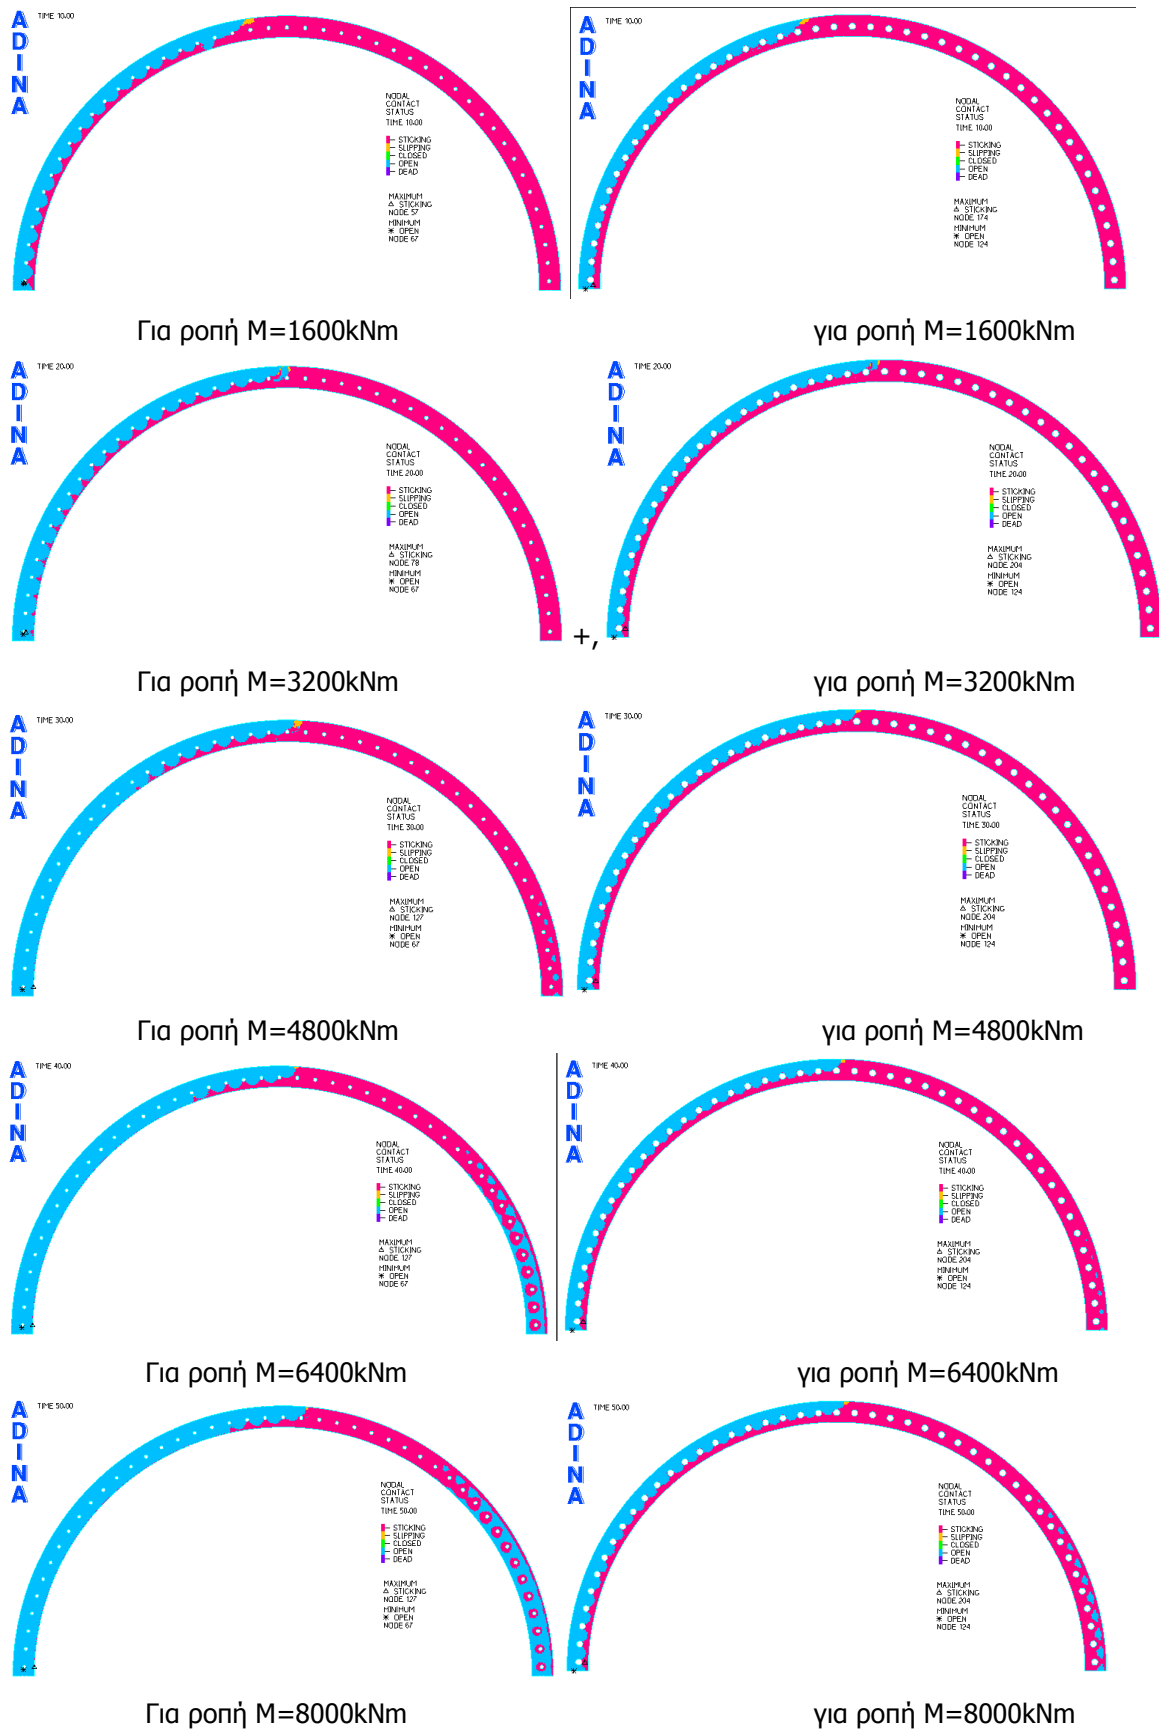 ADINA
TIME 10.00
NODAL
CONTACT
STATUS
TIME 10.00
STICKING
SLIPPING
CLOSED
OPEN
DEAD
MAXIMUM
△ STICKING
NODE 57
MINIMUM
* OPEN
NODE 67
Για ροπή M=1600kNm
ADINA
TIME 10.00
NODAL
CONTACT
STATUS
TIME 10.00
STICKING
SLIPPING
CLOSED
OPEN
DEAD
MAXIMUM
△ STICKING
NODE 174
MINIMUM
* OPEN
NODE 124
για ροπή M=1600kNm
ADINA
TIME 20.00
NODAL
CONTACT
STATUS
TIME 20.00
STICKING
SLIPPING
CLOSED
OPEN
DEAD
MAXIMUM
△ STICKING
NODE 78
MINIMUM
* OPEN
NODE 67
+,
Για ροπή M=3200kNm
ADINA
TIME 20.00
NODAL
CONTACT
STATUS
TIME 20.00
STICKING
SLIPPING
CLOSED
OPEN
DEAD
MAXIMUM
△ STICKING
NODE 204
MINIMUM
* OPEN
NODE 124
για ροπή M=3200kNm
ADINA
TIME 30.00
NODAL
CONTACT
STATUS
TIME 30.00
STICKING
SLIPPING
CLOSED
OPEN
DEAD
MAXIMUM
△ STICKING
NODE 127
MINIMUM
* OPEN
NODE 67
Για ροπή M=4800kNm
ADINA
TIME 30.00
NODAL
CONTACT
STATUS
TIME 30.00
STICKING
SLIPPING
CLOSED
OPEN
DEAD
MAXIMUM
△ STICKING
NODE 204
MINIMUM
* OPEN
NODE 124
για ροπή M=4800kNm
ADINA
TIME 40.00
NODAL
CONTACT
STATUS
TIME 40.00
STICKING
SLIPPING
CLOSED
OPEN
DEAD
MAXIMUM
△ STICKING
NODE 127
MINIMUM
* OPEN
NODE 67
Για ροπή M=6400kNm
ADINA
TIME 40.00
NODAL
CONTACT
STATUS
TIME 40.00
STICKING
SLIPPING
CLOSED
OPEN
DEAD
MAXIMUM
△ STICKING
NODE 204
MINIMUM
* OPEN
NODE 124
για ροπή M=6400kNm
ADINA
TIME 50.00
NODAL
CONTACT
STATUS
TIME 50.00
STICKING
SLIPPING
CLOSED
OPEN
DEAD
MAXIMUM
△ STICKING
NODE 127
MINIMUM
* OPEN
NODE 67
Για ροπή M=8000kNm
ADINA
TIME 50.00
NODAL
CONTACT
STATUS
TIME 50.00
STICKING
SLIPPING
CLOSED
OPEN
DEAD
MAXIMUM
△ STICKING
NODE 204
MINIMUM
* OPEN
NODE 124
για ροπή M=8000kNm